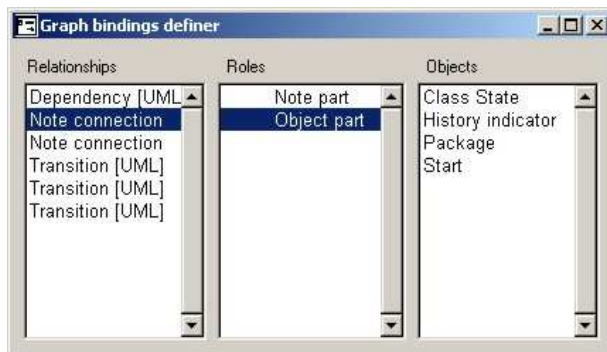 Graph bindings definer
Relationships Roles Objects
Dependency [UML
Note connection
Note connection
Transition [UML]
Transition [UML]
Transition [UML]
Note part
Object part
Class State
History indicator
Package
Start